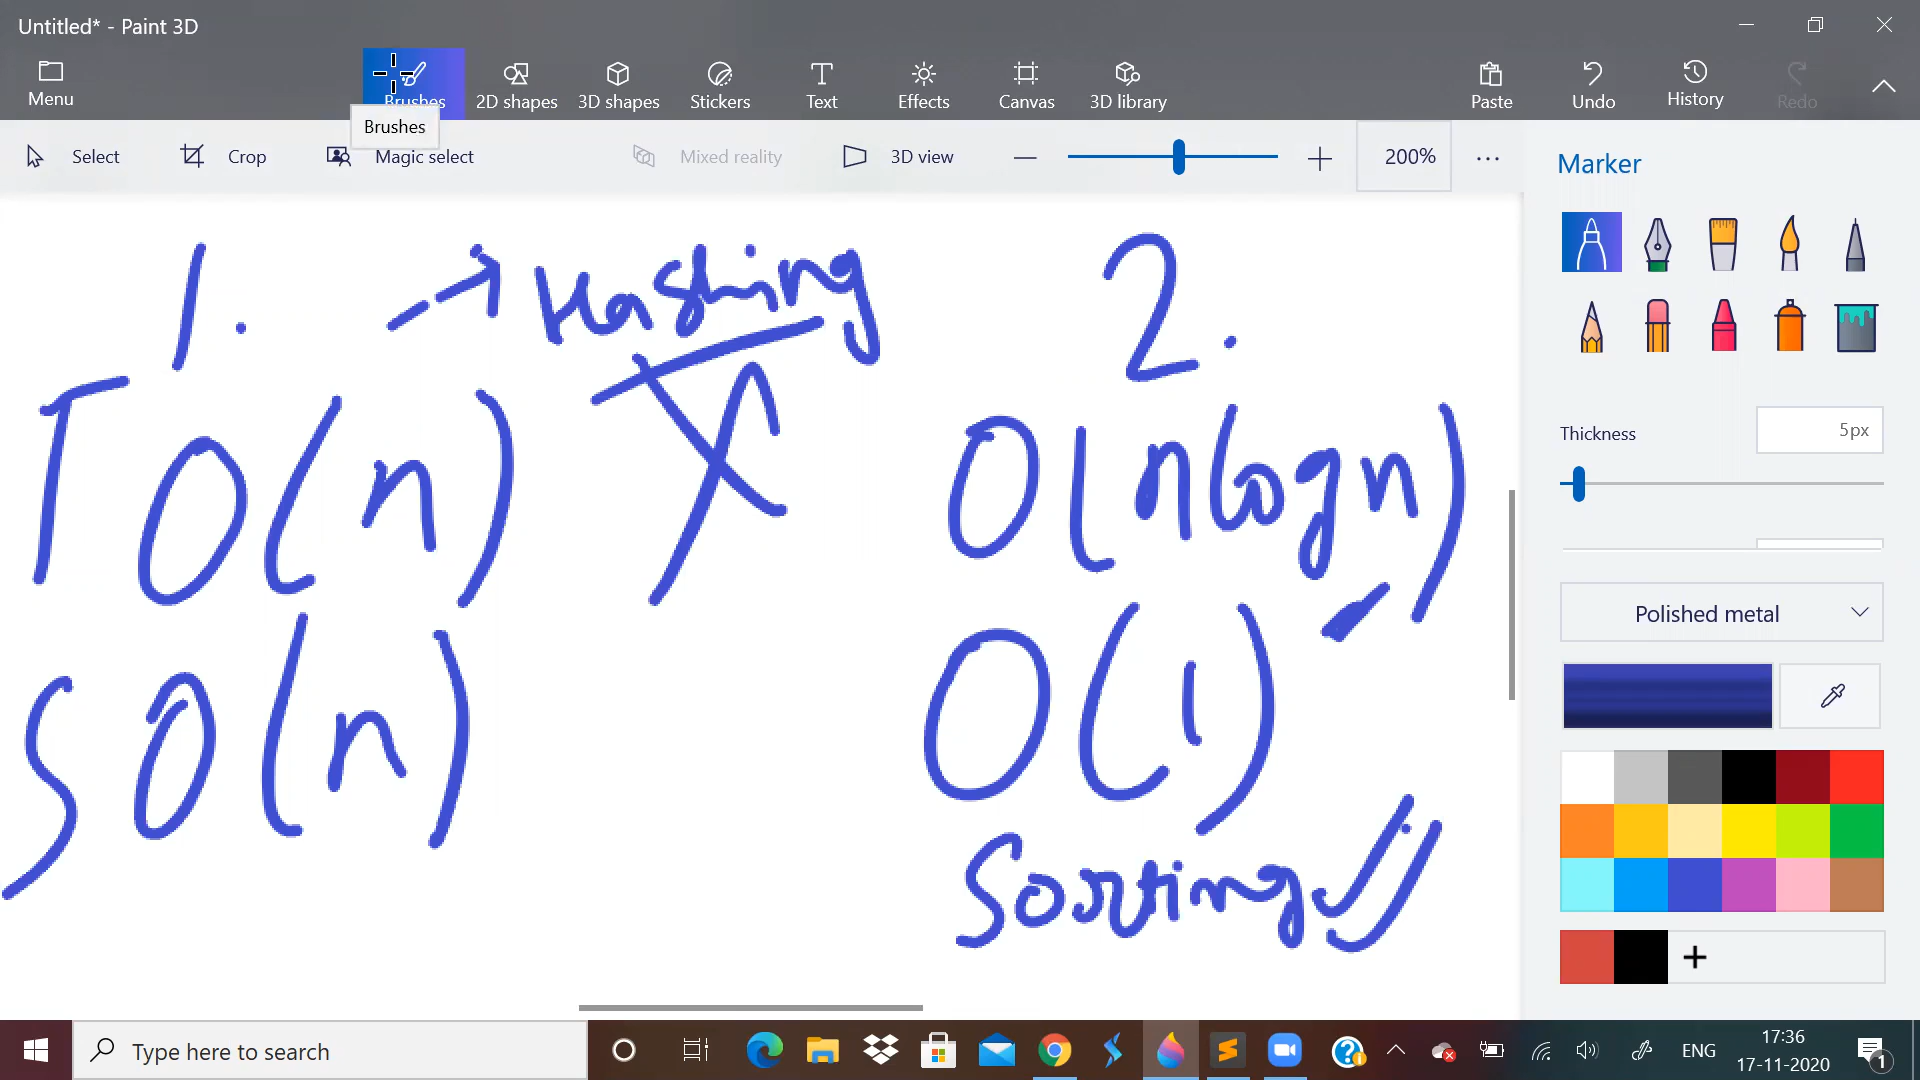 Untitled* - Paint 3D
Menu
Brushes
2D shapes
3D shapes
Stickers
Text
Effects
Canvas
3D library
Paste
Undo
History
Redo
Brushes
Select
Crop
Magic select
Mixed reality
3D view
200%
Marker
1. → Hashing
2.
T O(n)
O(nlogn)
S O(n)
O(1)
Sorting
Thickness
5px
Polished metal
Type here to search
ENG
17:36
17-11-2020
1